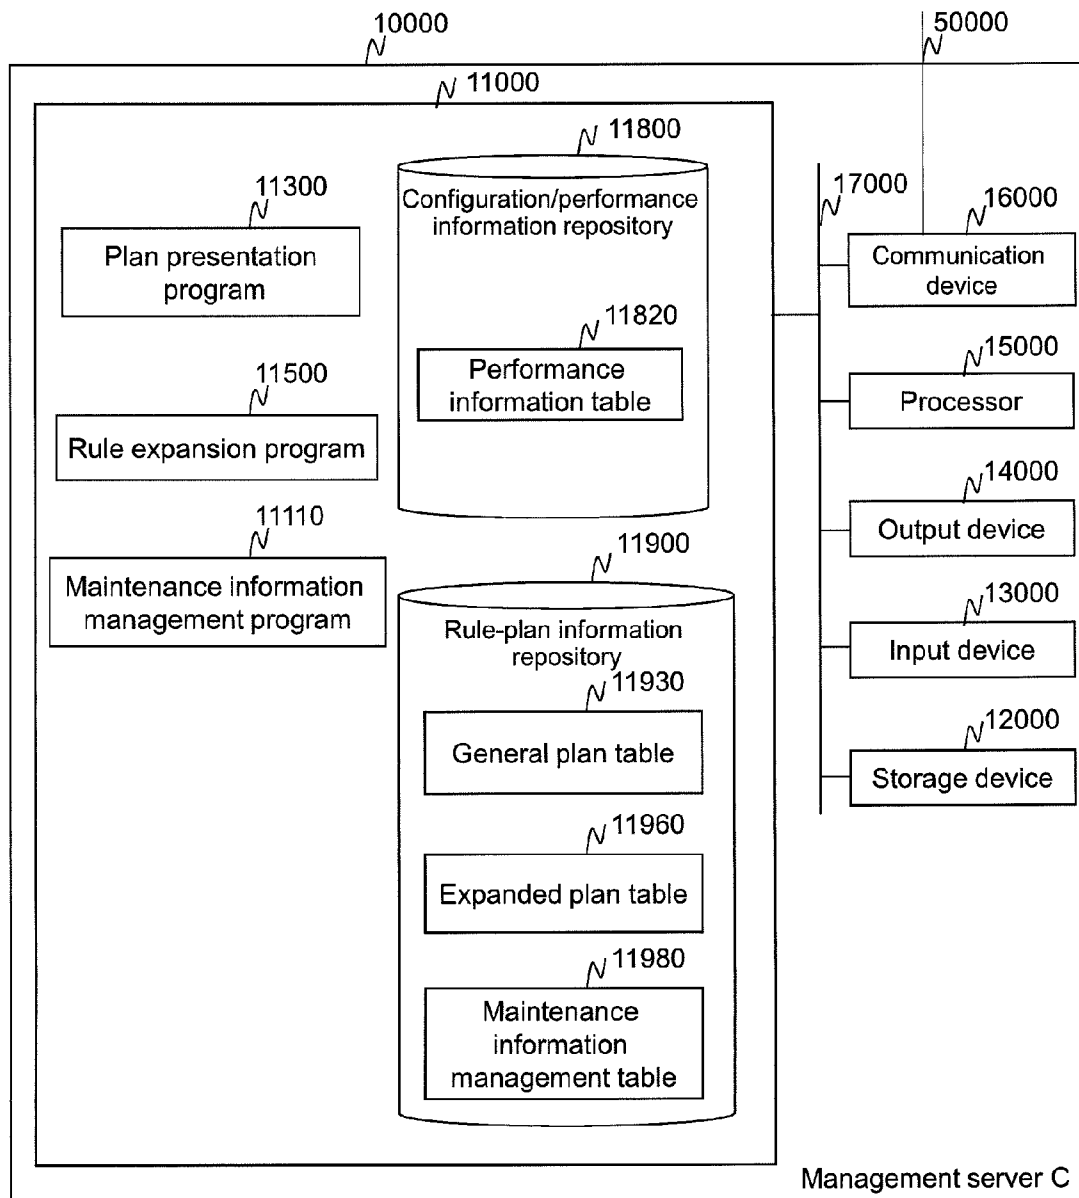 10000
50000
11000
11800
Configuration/performance
information repository
11820
Performance
information table
11300
Plan presentation
program
11500
Rule expansion program
11110
Maintenance information
management program
11900
Rule-plan information
repository
11930
General plan table
11960
Expanded plan table
11980
Maintenance
information
management table
17000
16000
Communication
device
15000
Processor
14000
Output device
13000
Input device
12000
Storage device
Management server C